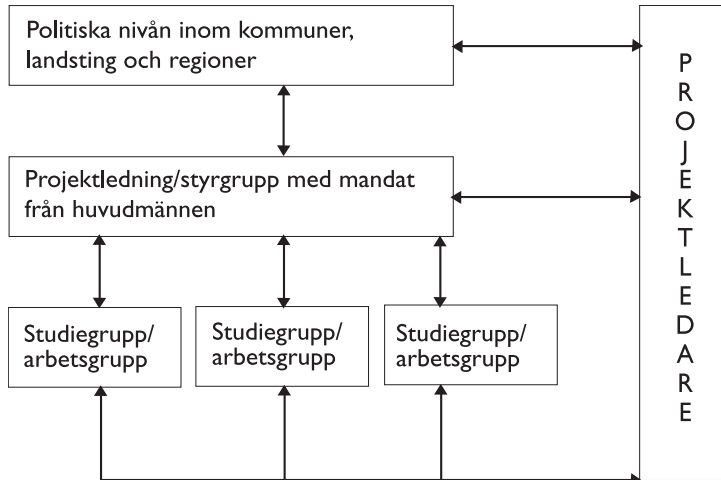 Politiska nivån inom kommuner,
landsting och regioner
Projektledning/styrgrupp med mandat
från huvudmännen
Studiegrupp/
arbetsgrupp
Studiegrupp/
arbetsgrupp
Studiegrupp/
arbetsgrupp
P
R
O
J
E
K
T
L
E
D
A
R
E